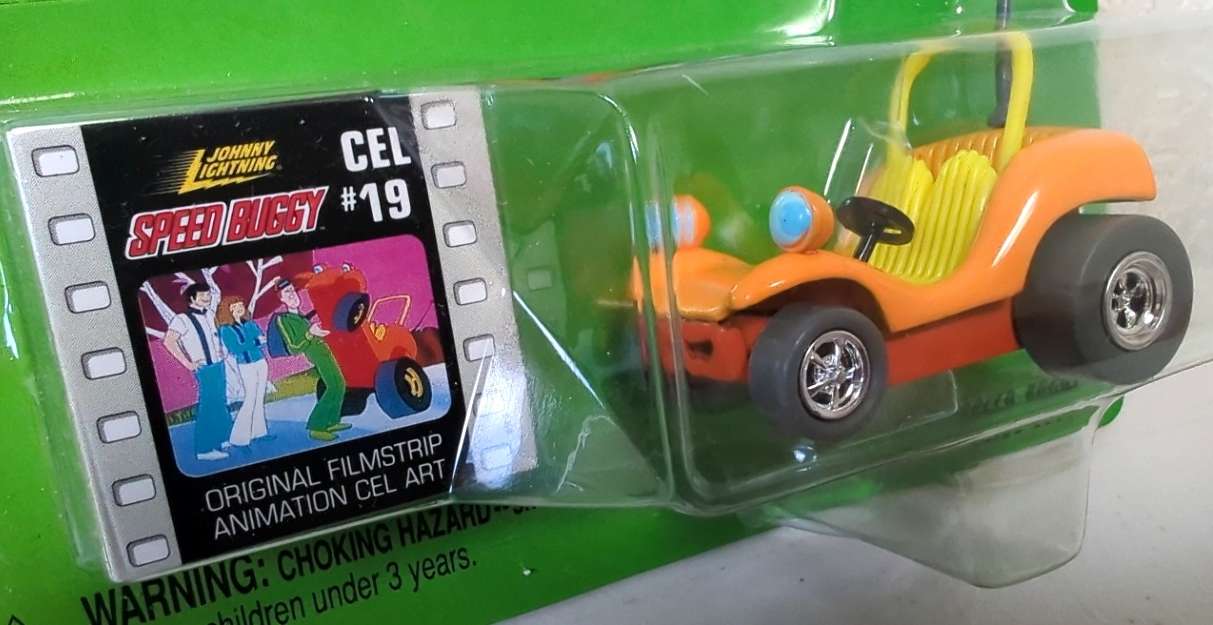 JOHNNY
LIGHTNING
CEL
#19
SPEED BUGGY
ORIGINAL FILMSTRIP
ANIMATION CEL ART
WARNING: CHOKING HAZARD
children under 3 years.